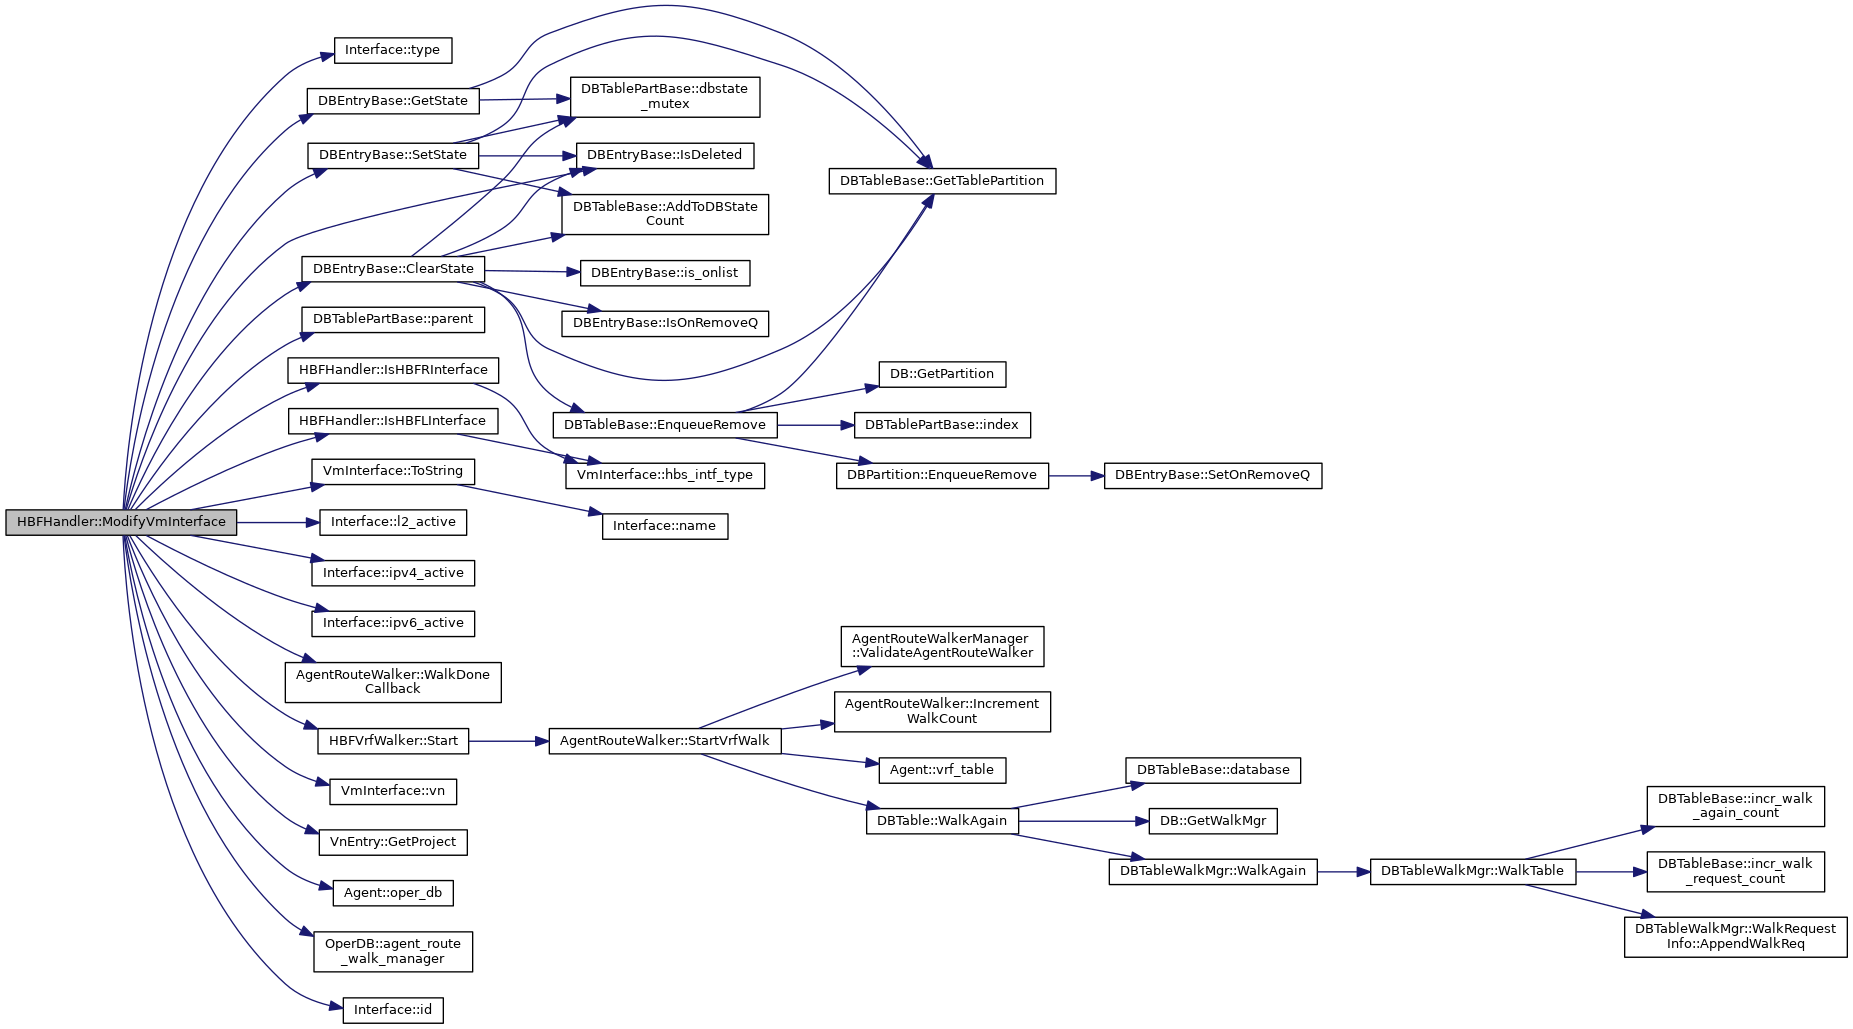 HBFHandler::ModifyVmInterface
Interface::type
DBEntryBase::GetState
DBEntryBase::SetState
DBEntryBase::ClearState
DBTablePartBase::parent
HBFHandler::IsHBFRInterface
HBFHandler::IsHBFLInterface
VmInterface::ToString
Interface::l2_active
Interface::ipv4_active
Interface::ipv6_active
AgentRouteWalker::WalkDone
Callback
HBFVrfWalker::Start
VmInterface::vn
VnEntry::GetProject
Agent::oper_db
OperDB::agent_route
_walk_manager
Interface::id
DBTablePartBase::dbstate
_mutex
DBEntryBase::IsDeleted
DBTableBase::AddToDBState
Count
DBEntryBase::is_onlist
DBEntryBase::IsOnRemoveQ
DBTableBase::EnqueueRemove
VmInterface::hbs_intf_type
Interface::name
AgentRouteWalker::StartVrfWalk
DBTableBase::GetTablePartition
DB::GetPartition
DBTablePartBase::index
DBPartition::EnqueueRemove
DBEntryBase::SetOnRemoveQ
AgentRouteWalkerManager
::ValidateAgentRouteWalker
AgentRouteWalker::Increment
WalkCount
Agent::vrf_table
DBTable::WalkAgain
DBTableBase::database
DB::GetWalkMgr
DBTableWalkMgr::WalkAgain
DBTableWalkMgr::WalkTable
DBTableBase::incr_walk
_again_count
DBTableBase::incr_walk
_request_count
DBTableWalkMgr::WalkRequest
Info::AppendWalkReq